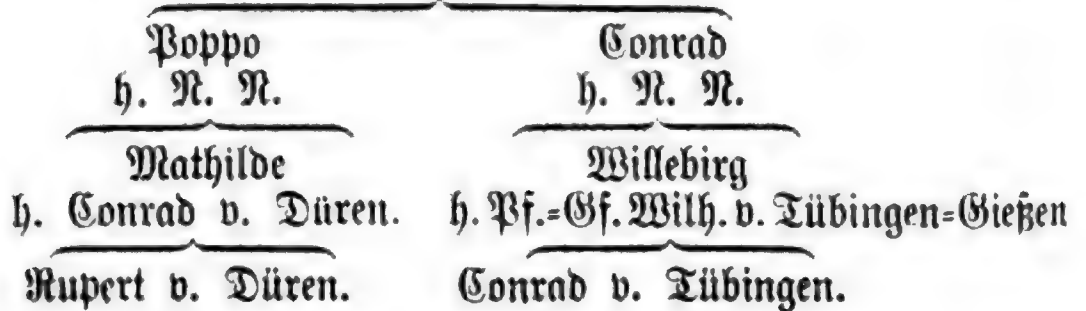 Poppo Conrad
h. N. N. h. N. N.
Mathilde Willebirg
h. Conrad v. Düren. h. Pf.=Gf. Wilh. v. Tübingen=Gießen
Rupert v. Düren. Conrad v. Tübingen.